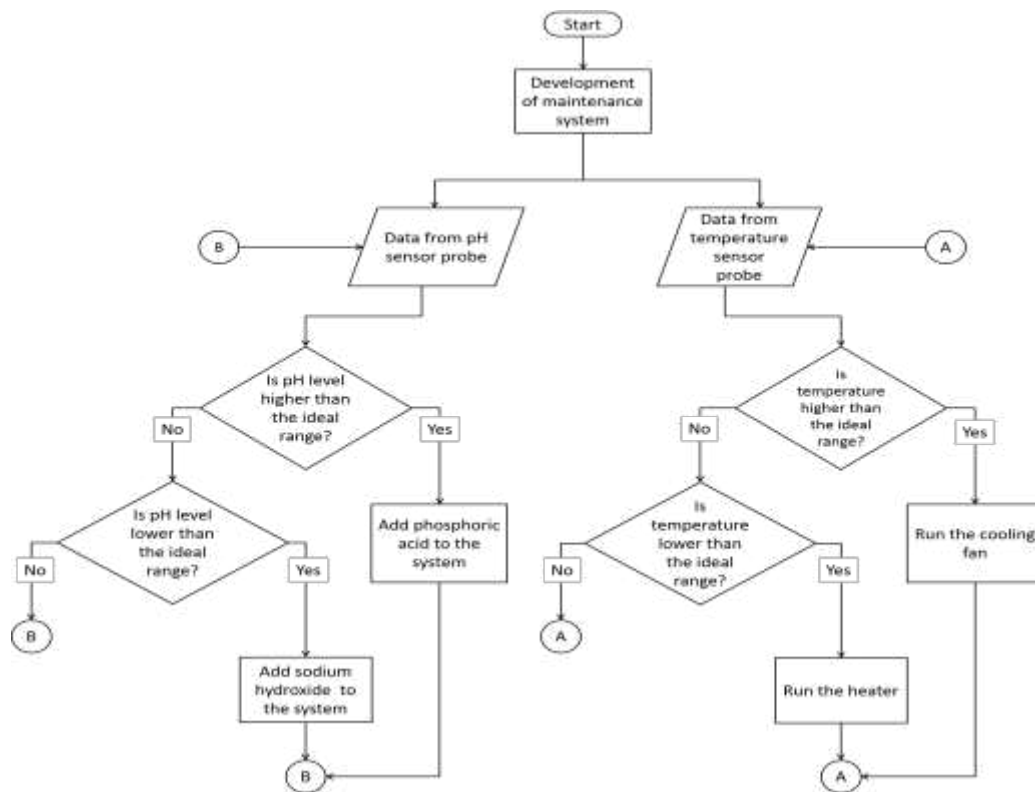 Start
Development
of maintenance
system
B
Data from pH
sensor probe
Data from
temperature
sensor
probe
A
Is pH level
higher than
the ideal
range?
No
Yes
Is
temperature
higher than
the ideal
range?
No
Yes
Is pH level
lower than
the ideal
range?
No
Yes
Add phosphoric
acid to the
system
Is
temperature
lower than
the ideal
range?
No
Yes
Run the cooling
fan
B
A
Add sodium
hydroxide to
the system
Run the heater
B
A